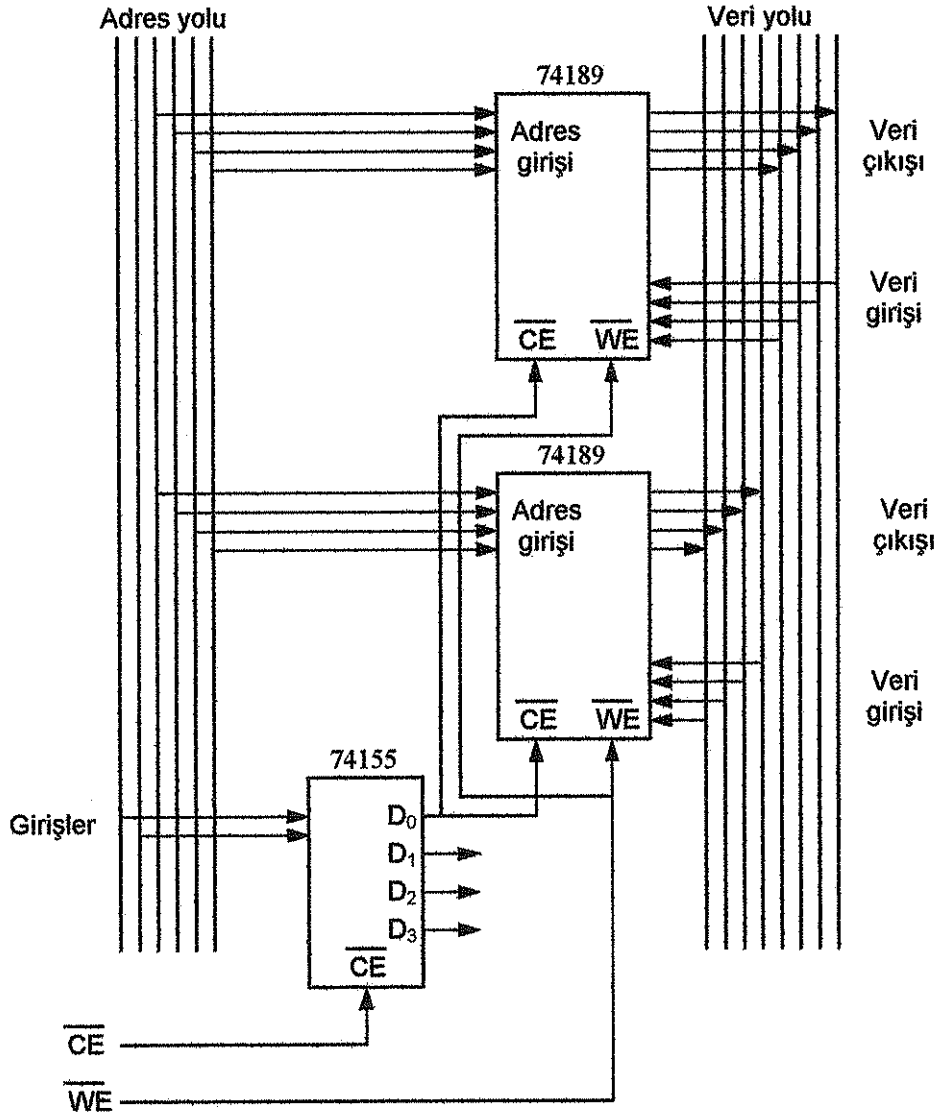 Adres yolu
Veri yolu
74189
Adres
girişi
Veri
çıkışı
Veri
girişi
CE WE
74189
Adres
girişi
Veri
çıkışı
Veri
girişi
CE WE
74155
Girişler
D₀
D₁
D₂
D₃
CE
CE
WE